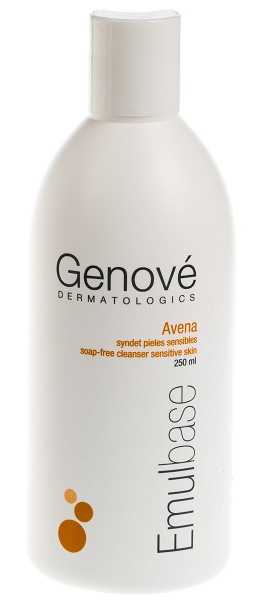 Genové
DERMATOLOGICS
Avena
syndet pieles sensibles
soap-free cleanser sensitive skin
250 ml
Emulbase